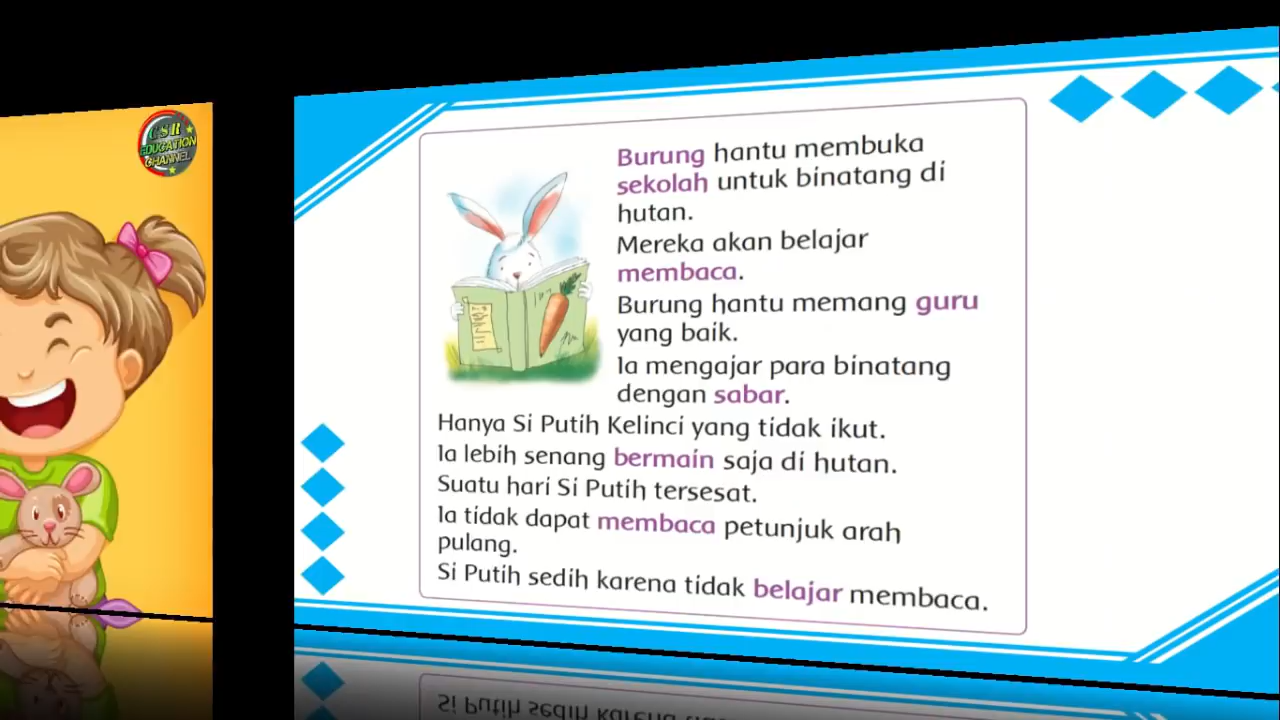 CSR
EDUCATION
CHANNEL
Burung hantu membuka
sekolah untuk binatang di
hutan.
Mereka akan belajar
membaca.
Burung hantu memang guru
yang baik.
Ia mengajar para binatang
dengan sabar.
Hanya Si Putih Kelinci yang tidak ikut.
Ia lebih senang bermain saja di hutan.
Suatu hari Si Putih tersesat.
Ia tidak dapat membaca petunjuk arah
pulang.
Si Putih sedih karena tidak belajar membaca.